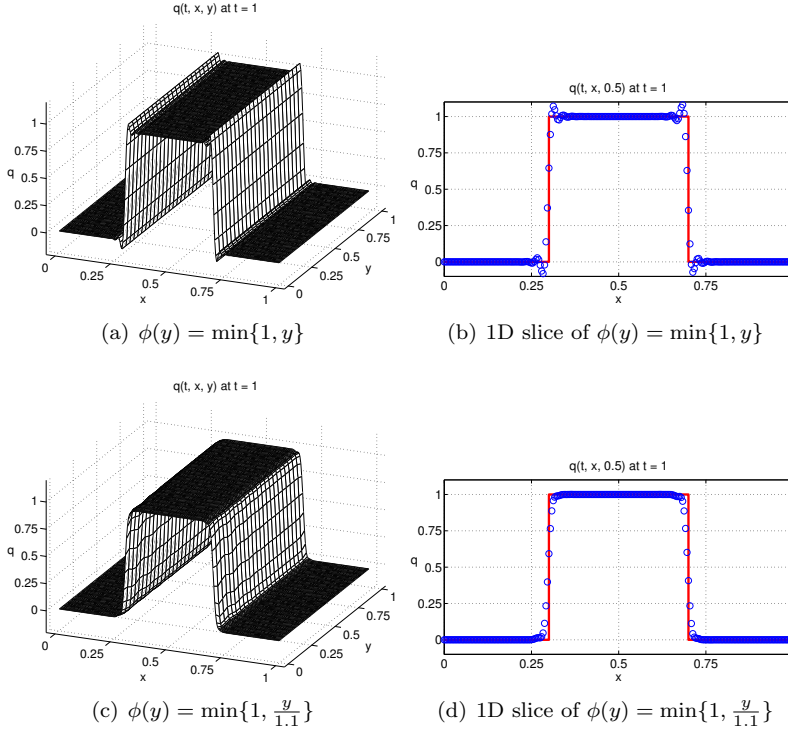 q(t, x, y) at t = 1
1
0.75
0.5
0.25
0
q
0
0.25
0.5
0.75
1
x
0
0.25
0.5
0.75
1
y
q(t, x, 0.5) at t = 1
1
0.75
q
0.5
0.25
0
0
0.25
0.5
0.75
x
(a) ϕ(y) = min{1, y}
(b) 1D slice of ϕ(y) = min{1, y}
q(t, x, y) at t = 1
1
0.75
0.5
q
0.25
0
0
0.25
0.5
0.75
1
x
0
0.25
0.5
0.75
1
y
q(t, x, 0.5) at t = 1
1
0.75
q
0.5
0.25
0
0
0.25
0.5
0.75
x
(c) ϕ(y) = min{1, y/1.1}
(d) 1D slice of ϕ(y) = min{1, y/1.1}